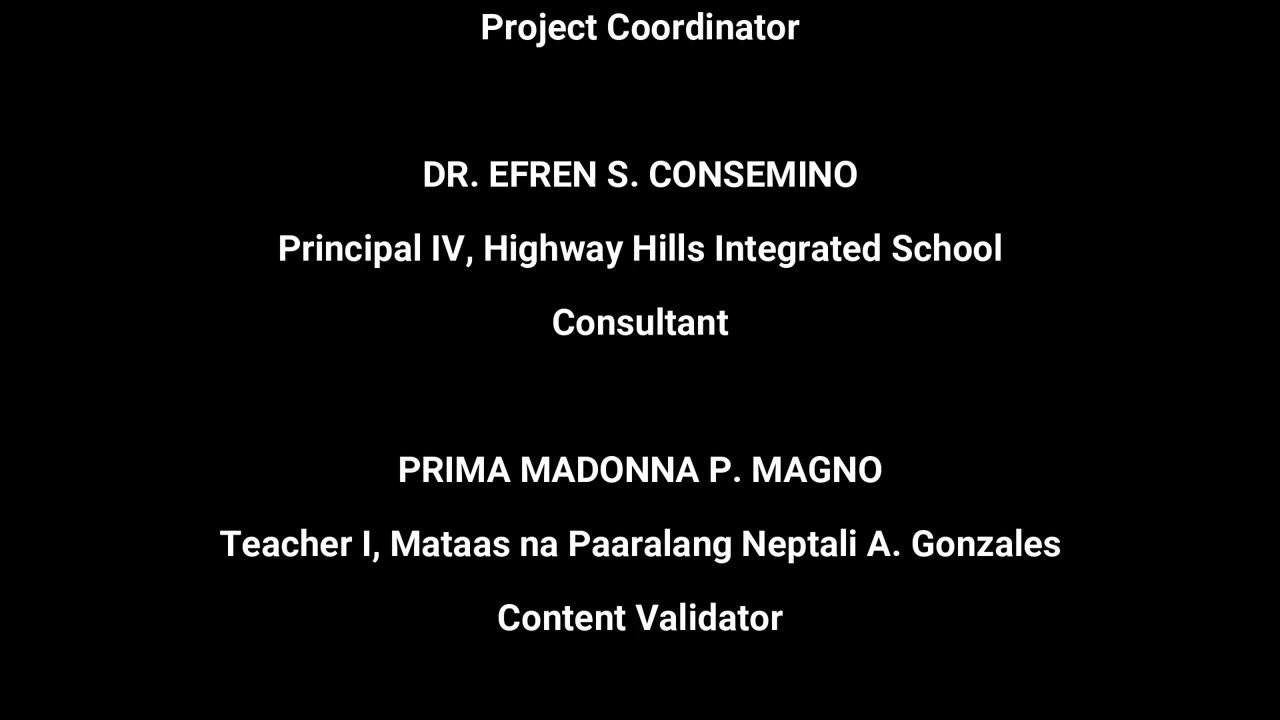 Project Coordinator
DR. EFREN S. CONSEMINO
Principal IV, Highway Hills Integrated School
Consultant
PRIMA MADONNA P. MAGNO
Teacher I, Mataas na Paaralang Neptali A. Gonzales
Content Validator